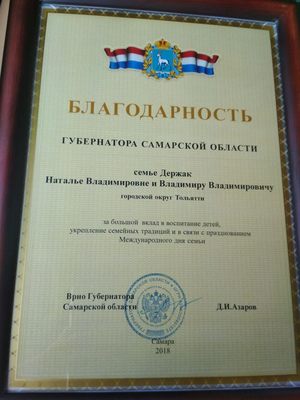 БЛАГОДАРНОСТЬ
ГУБЕРНАТОРА САМАРСКОЙ ОБЛАСТИ
семье Держак
Наталье Владимировне и Владимиру Владимировичу
городской округ Тольятти
за большой вклад в воспитание детей,
укрепление семейных традиций и в связи с празднованием
Международного дня семьи
Врио Губернатора
Самарской области
Д.И.Азаров
Самара
2018